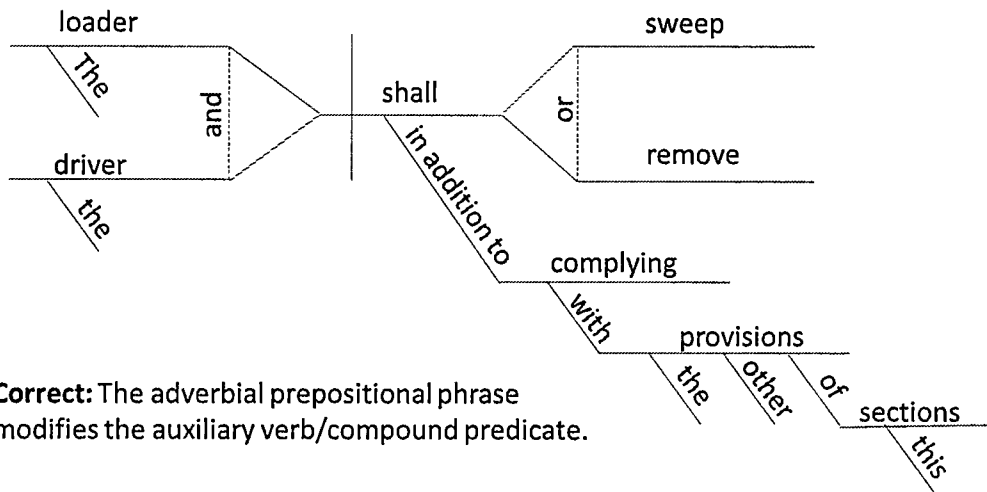 loader
sweep
The
and
shall
or
driver
remove
the
in addition to
complying
with
provisions
the
other
of
sections
this
Correct: The adverbial prepositional phrase
modifies the auxiliary verb/compound predicate.